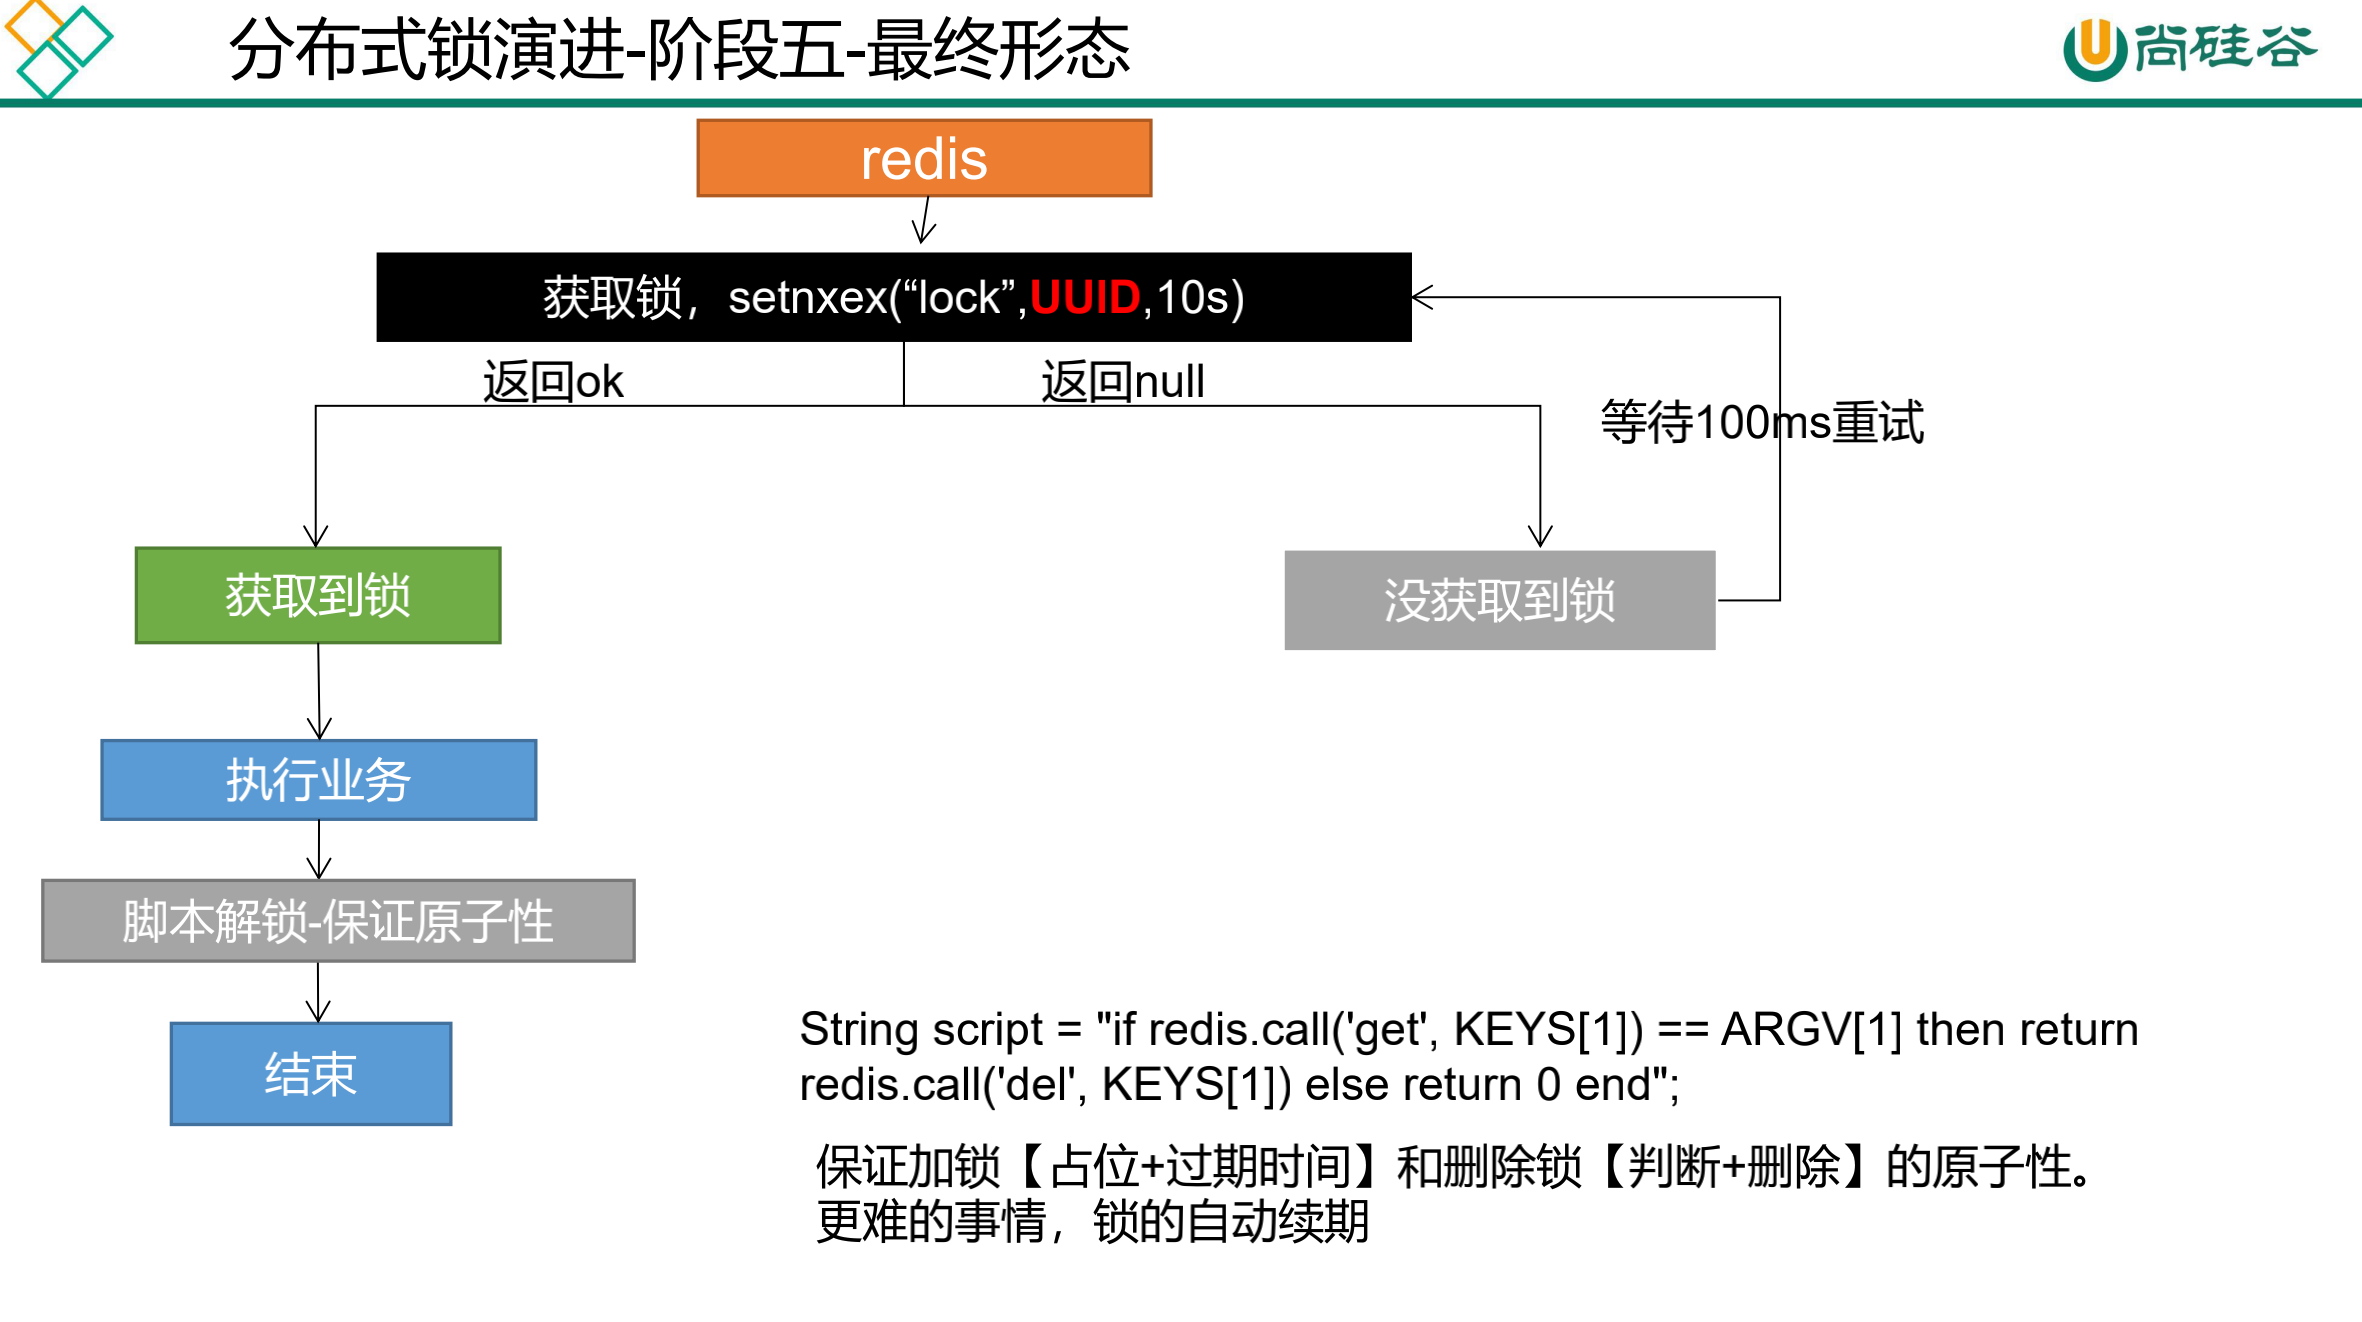 分布式锁演进-阶段五-最终形态
尚硅谷
redis
获取锁，setnxex(“lock”,UUID,10s)
返回ok
返回null
等待100ms重试
获取到锁
没获取到锁
执行业务
脚本解锁-保证原子性
结束
String script = "if redis.call('get', KEYS[1]) == ARGV[1] then return
redis.call('del', KEYS[1]) else return 0 end";
保证加锁【占位+过期时间】和删除锁【判断+删除】的原子性。
更难的事情，锁的自动续期